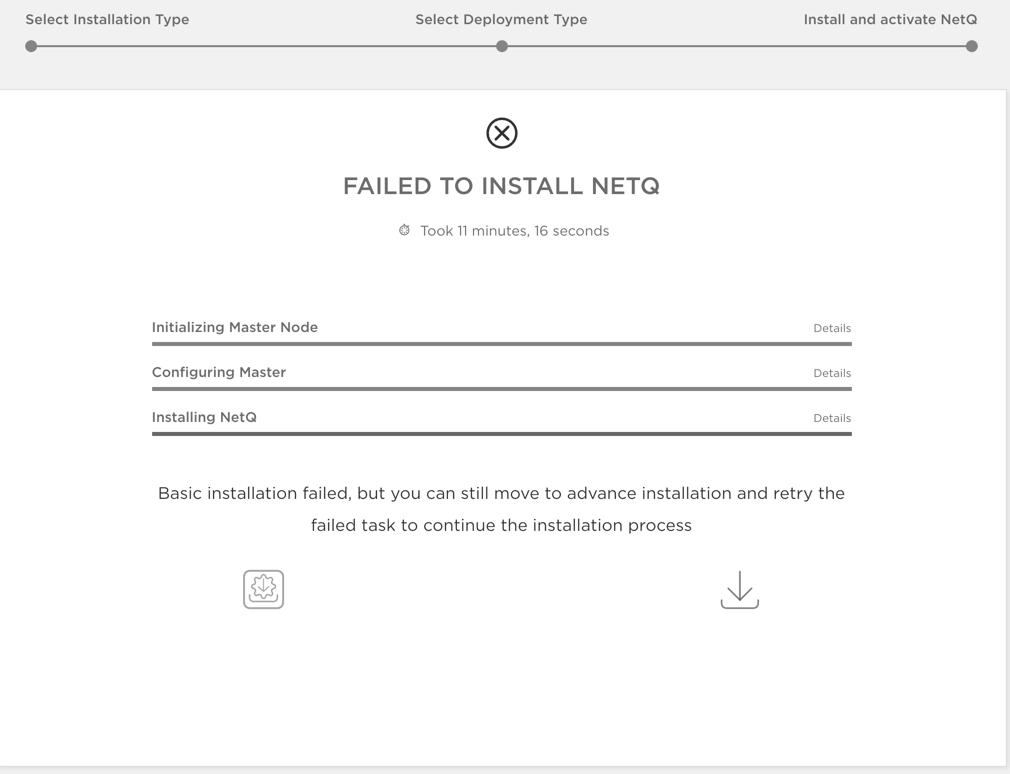 Select Installation Type
Select Deployment Type
Install and activate NetQ
FAILED TO INSTALL NETQ
Took 11 minutes, 16 seconds
Initializing Master Node
Details
Configuring Master
Details
Installing NetQ
Details
Basic installation failed, but you can still move to advance installation and retry the
failed task to continue the installation process